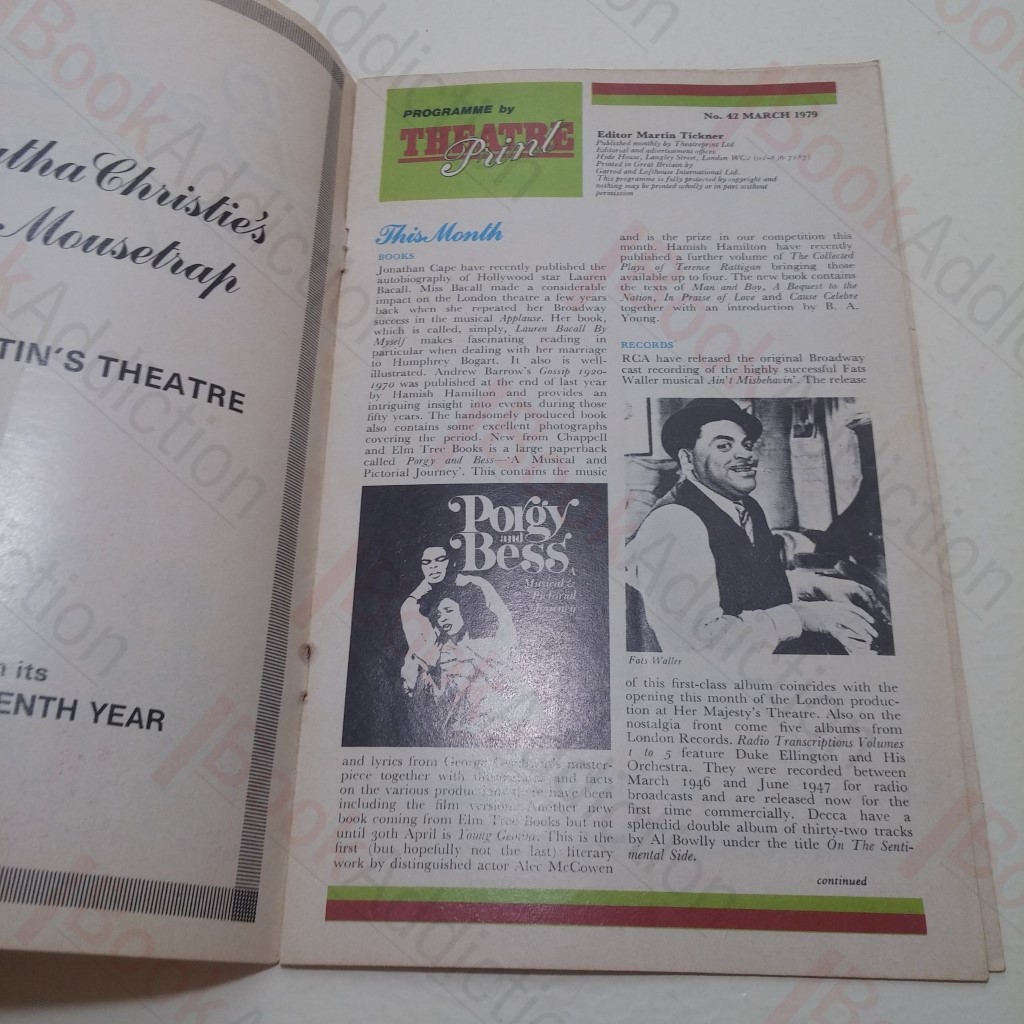 atha Christie's
Mousetrap
TIN'S THEATRE
n its
ENTH YEAR
PROGRAMME by
THEATRE
Print
No. 42 MARCH 1979
Editor Martin Tickner
Published monthly by Theatreprint Ltd
Editorial and advertisement offices
Hyde House, Langley Street, London WC2
Printed in Great Britain by
Garrod and Lofthouse International Ltd.
This programme is fully protected by copyright and
nothing may be printed wholly or in part without
permission
This Month
BOOKS
Jonathan Cape have recently published the
autobiography of Hollywood star Lauren
Bacall. Miss Bacall made a considerable
impact on the London theatre a few years
back when she repeated her Broadway
success in the musical Applause. Her book,
which is called, simply, Lauren Bacall By
Myself makes fascinating reading in
particular when dealing with her marriage
to Humphrey Bogart. It also is well-
illustrated. Andrew Barrow's Gossip 1920-
1970 was published at the end of last year
by Hamish Hamilton and provides an
intriguing insight into events during those
fifty years. The handsomely produced book
also contains some excellent photographs
covering the period. New from Chappell
and Elm Tree Books is a large paperback
called Porgy and Bess—'A Musical and
Pictorial Journey'. This contains the music
Porgy
and
Bess
A
Musical &
Pictorial
Journey
and lyrics from George Gershwin's master-
piece together with and facts
on the various productions there have been
including the film version. Another new
book coming from Elm Tree Books but not
until 30th April is Young Gemma. This is the
first (but hopefully not the last) literary
work by distinguished actor Alec McCowen
and is the prize in our competition this
month. Hamish Hamilton have recently
published a further volume of The Collected
Plays of Terence Rattigan bringing those
available up to four. The new book contains
the texts of Man and Boy, A Bequest to the
Nation, In Praise of Love and Cause Celebre
together with an introduction by B. A.
Young.
RECORDS
RCA have released the original Broadway
cast recording of the highly successful Fats
Waller musical Ain't Misbehavin'. The release
Fats Waller
of this first-class album coincides with the
opening this month of the London produc-
tion at Her Majesty's Theatre. Also on the
nostalgia front come five albums from
London Records. Radio Transcriptions Volumes
1 to 5 feature Duke Ellington and His
Orchestra. They were recorded between
March 1946 and June 1947 for radio
broadcasts and are released now for the
first time commercially. Decca have a
splendid double album of thirty-two tracks
by Al Bowlly under the title On The Senti-
mental Side.
continued
Book Addiction